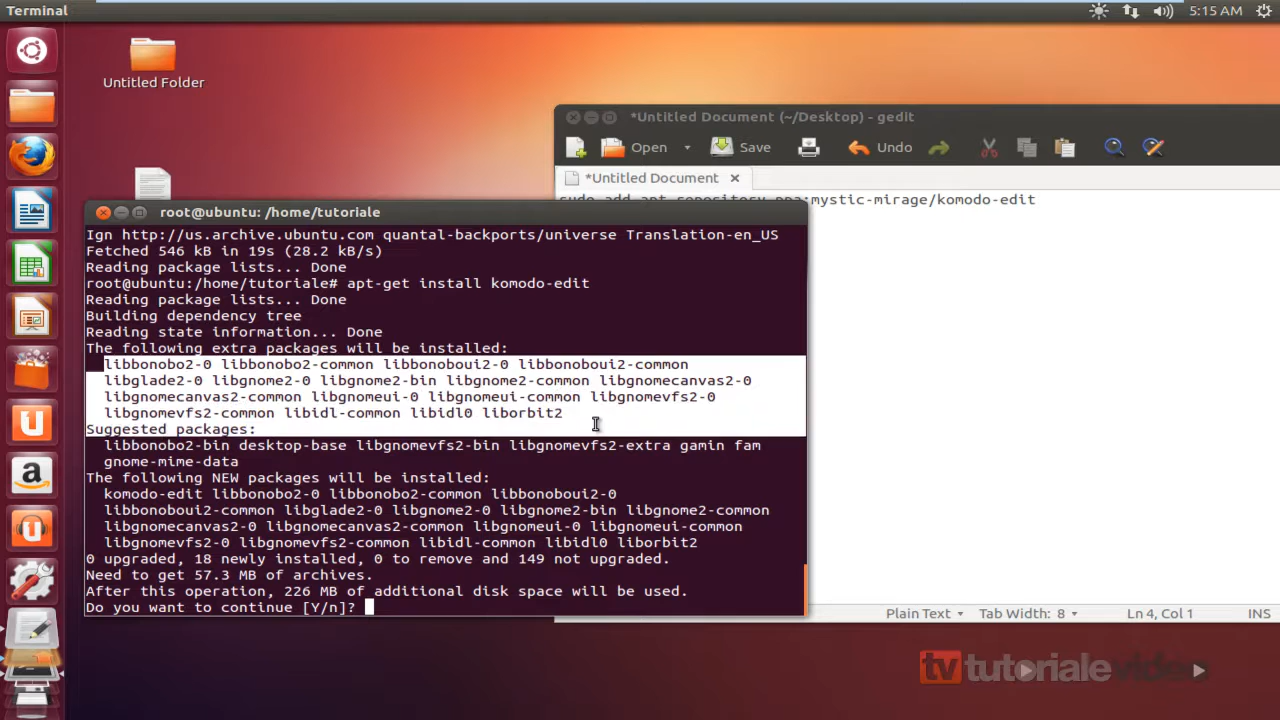 Terminal
5:15 AM
Untitled Folder
*Untitled Document (~/Desktop) - gedit
Open
Save
Undo
*Untitled Document
sudo add-apt-repository ppa:mystic-mirage/komodo-edit
root@ubuntu: /home/tutoriale
Ign http://us.archive.ubuntu.com quantal-backports/universe Translation-en_US
Fetched 546 kB in 19s (28.2 kB/s)
Reading package lists... Done
root@ubuntu:/home/tutoriale# apt-get install komodo-edit
Reading package lists... Done
Building dependency tree
Reading state information... Done
The following extra packages will be installed:
libbonobo2-0 libbonobo2-common libbonoboui2-0 libbonoboui2-common
libglade2-0 libgnome2-0 libgnome2-bin libgnome2-common libgnomecanvas2-0
libgnomecanvas2-common libgnomeui-0 libgnomeui-common libgnomevfs2-0
libgnomevfs2-common libidl-common libidl0 liborbit2
Suggested packages:
libbonobo2-bin desktop-base libgnomevfs2-bin libgnomevfs2-extra gamin fam
gnome-mime-data
The following NEW packages will be installed:
komodo-edit libbonobo2-0 libbonobo2-common libbonoboui2-0
libbonoboui2-common libglade2-0 libgnome2-0 libgnome2-bin libgnome2-common
libgnomecanvas2-0 libgnomecanvas2-common libgnomeui-0 libgnomeui-common
libgnomevfs2-0 libgnomevfs2-common libidl-common libidl0 liborbit2
0 upgraded, 18 newly installed, 0 to remove and 149 not upgraded.
Need to get 57.3 MB of archives.
After this operation, 226 MB of additional disk space will be used.
Do you want to continue [Y/n]?
Plain Text
Tab Width: 8
Ln 4, Col 1
INS
tv tutoriale video